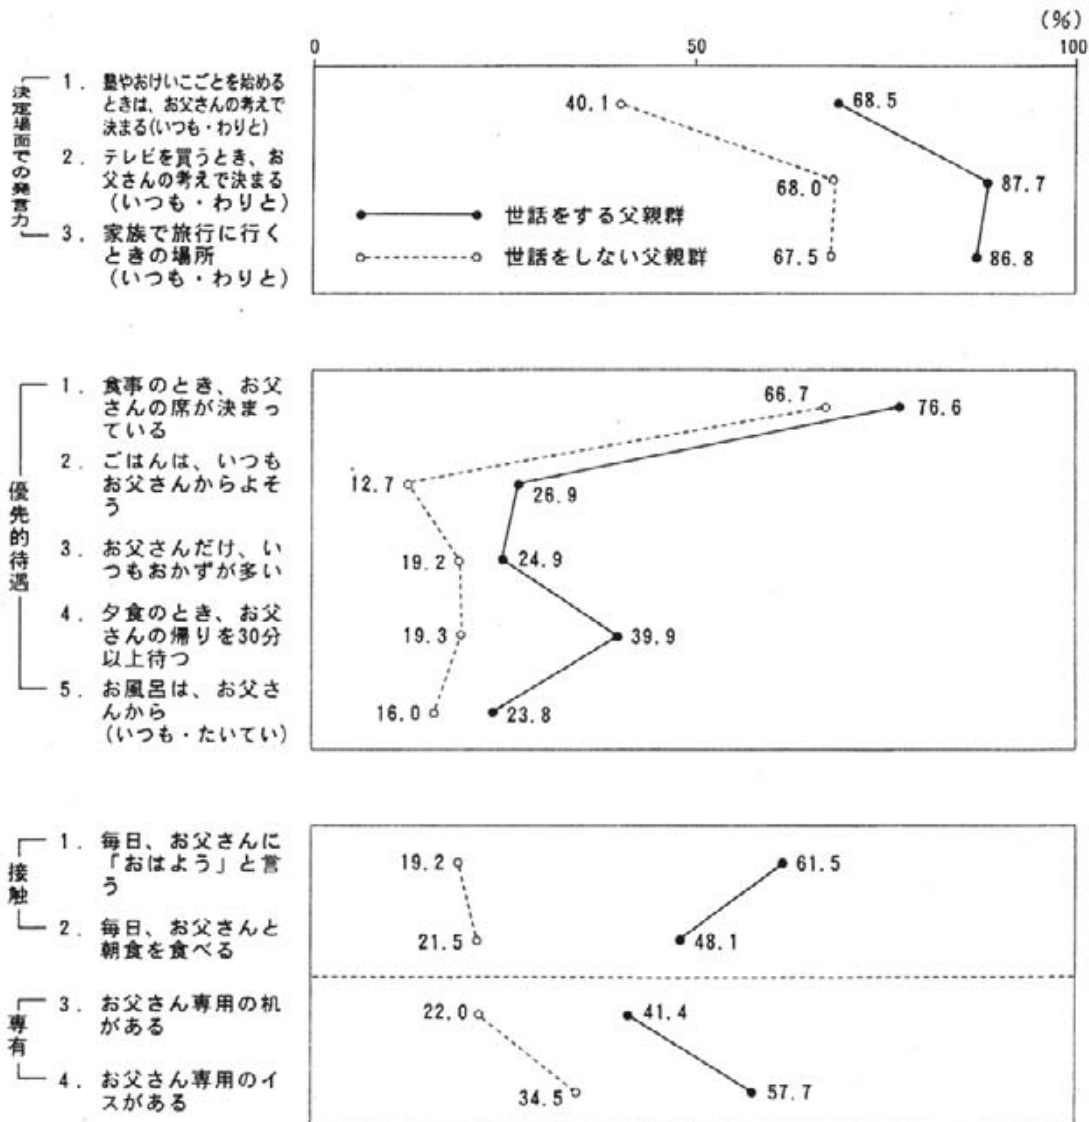 (%)
0 50 100
決定場面での発言力
1. 塾やおけいこごとを始める
ときは、お父さんの考えで
決まる(いつも・わりと)
40.1 68.5
2. テレビを買うとき、お
父さんの考えで決まる
(いつも・わりと)
68.0 87.7
世話をする父親群
3. 家族で旅行に行く
ときの場所
(いつも・わりと)
世話をしない父親群
67.5 86.8
優先的待遇
1. 食事のとき、お父
さんの席が決まっ
ている
66.7 76.6
2. ごはんは、いつも
お父さんからよそ
う
12.7 26.9
3. お父さんだけ、い
つもおかずが多い
19.2 24.9
4. 夕食のとき、お父
さんの帰りを30分
以上待つ
19.3 39.9
5. お風呂は、お父さ
んから
(いつも・たいてい)
16.0 23.8
接触
1. 毎日、お父さんに
「おはよう」と言
う
19.2 61.5
2. 毎日、お父さんと
朝食を食べる
21.5 48.1
専有
3. お父さん専用の机
がある
22.0 41.4
4. お父さん専用のイ
スがある
34.5 57.7